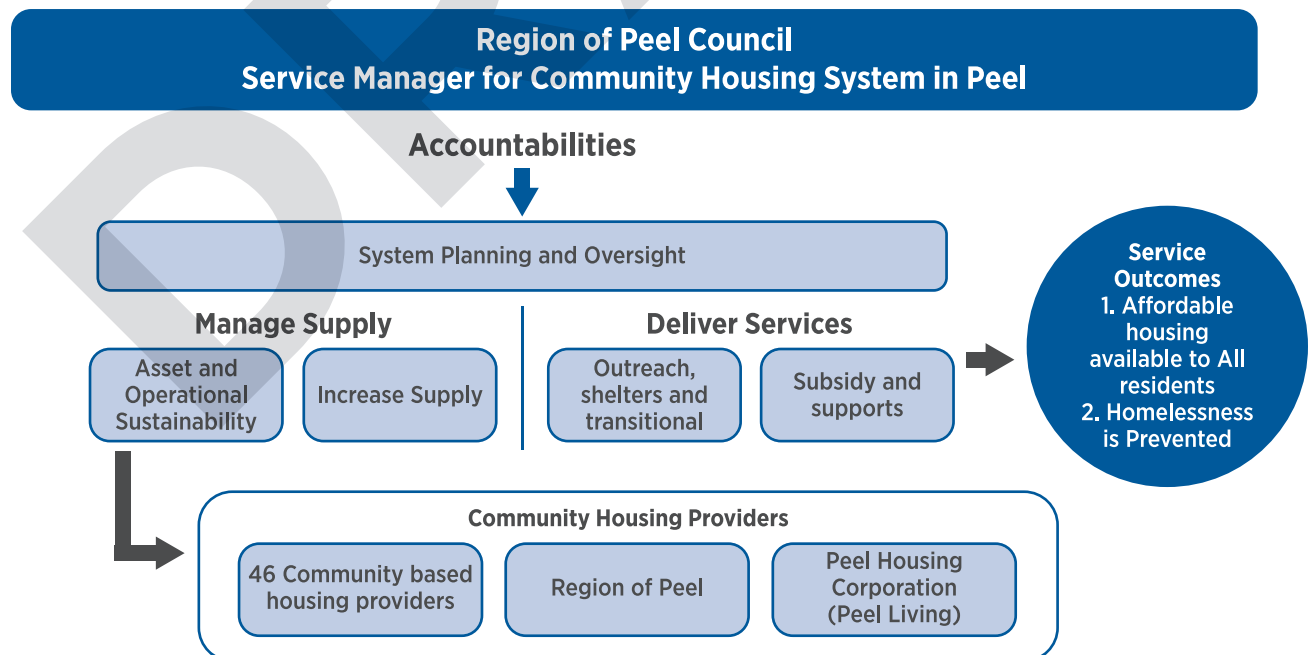 Region of Peel Council
Service Manager for Community Housing System in Peel
Accountabilities
System Planning and Oversight
Manage Supply
Asset and
Operational
Sustainability
Increase Supply
Deliver Services
Outreach,
shelters and
transitional
Subsidy and
supports
Service
Outcomes
1. Affordable
housing
available to All
residents
2. Homelessness
is Prevented
Community Housing Providers
46 Community based
housing providers
Region of Peel
Peel Housing
Corporation
(Peel Living)